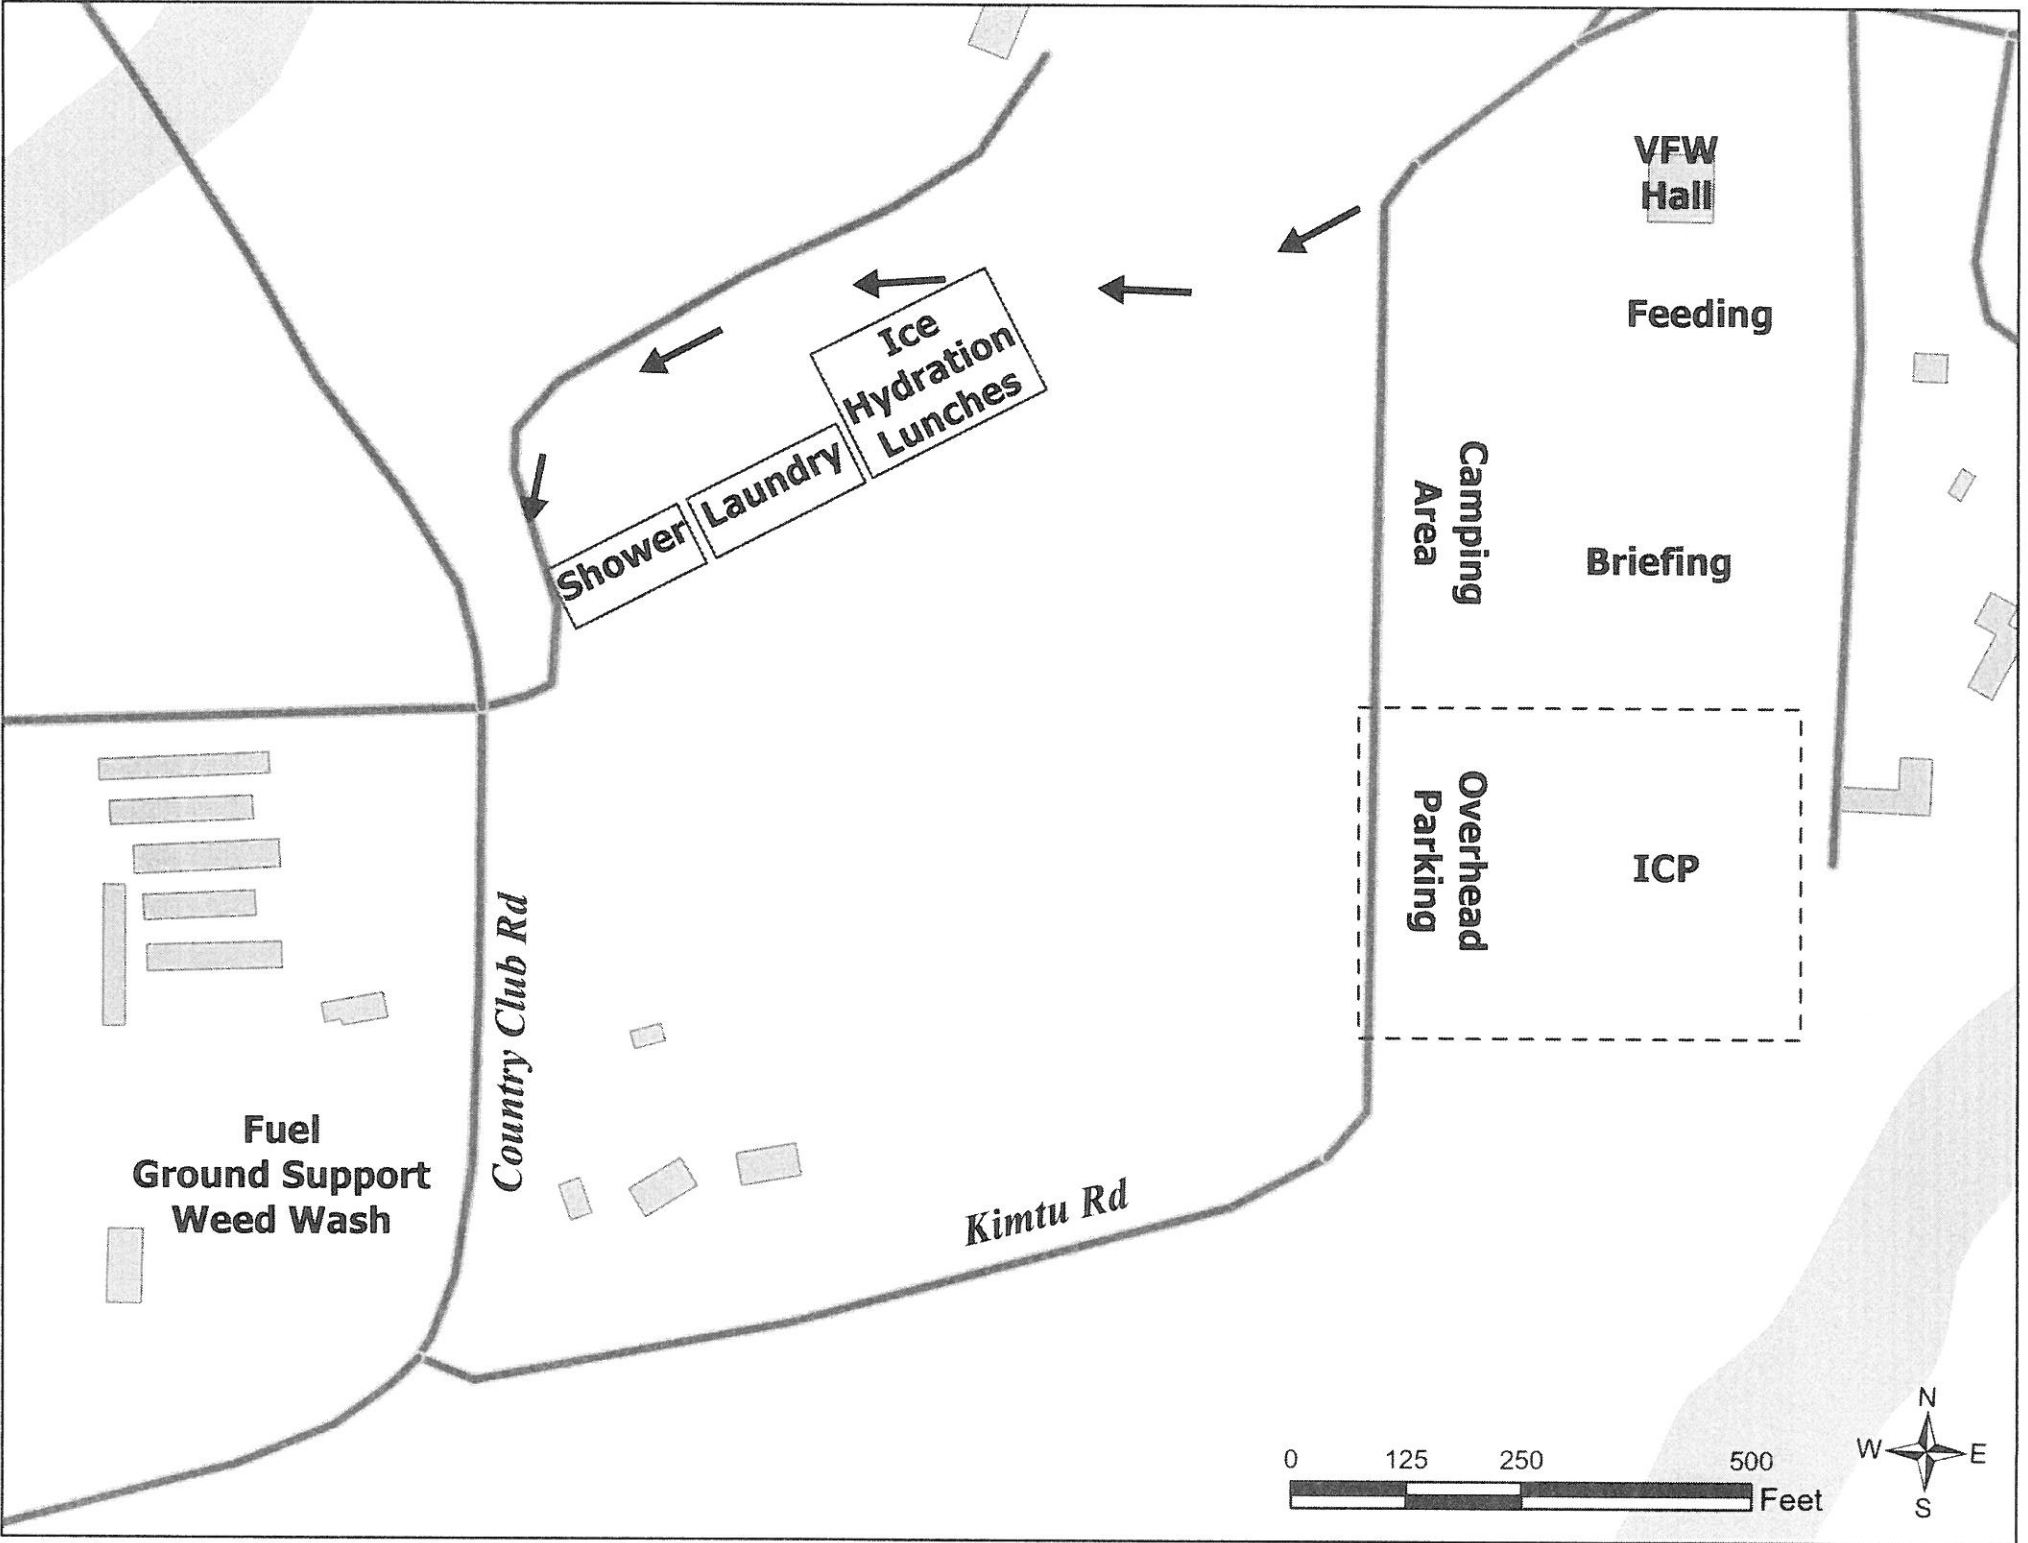 VFW
Hall
Feeding
Ice
Hydration
Lunches
Laundry
Shower
Camping
Area
Briefing
Overhead
Parking
ICP
Country Club Rd
Fuel
Ground Support
Weed Wash
Kimtu Rd
0 125 250 500
Feet
N
W E
S